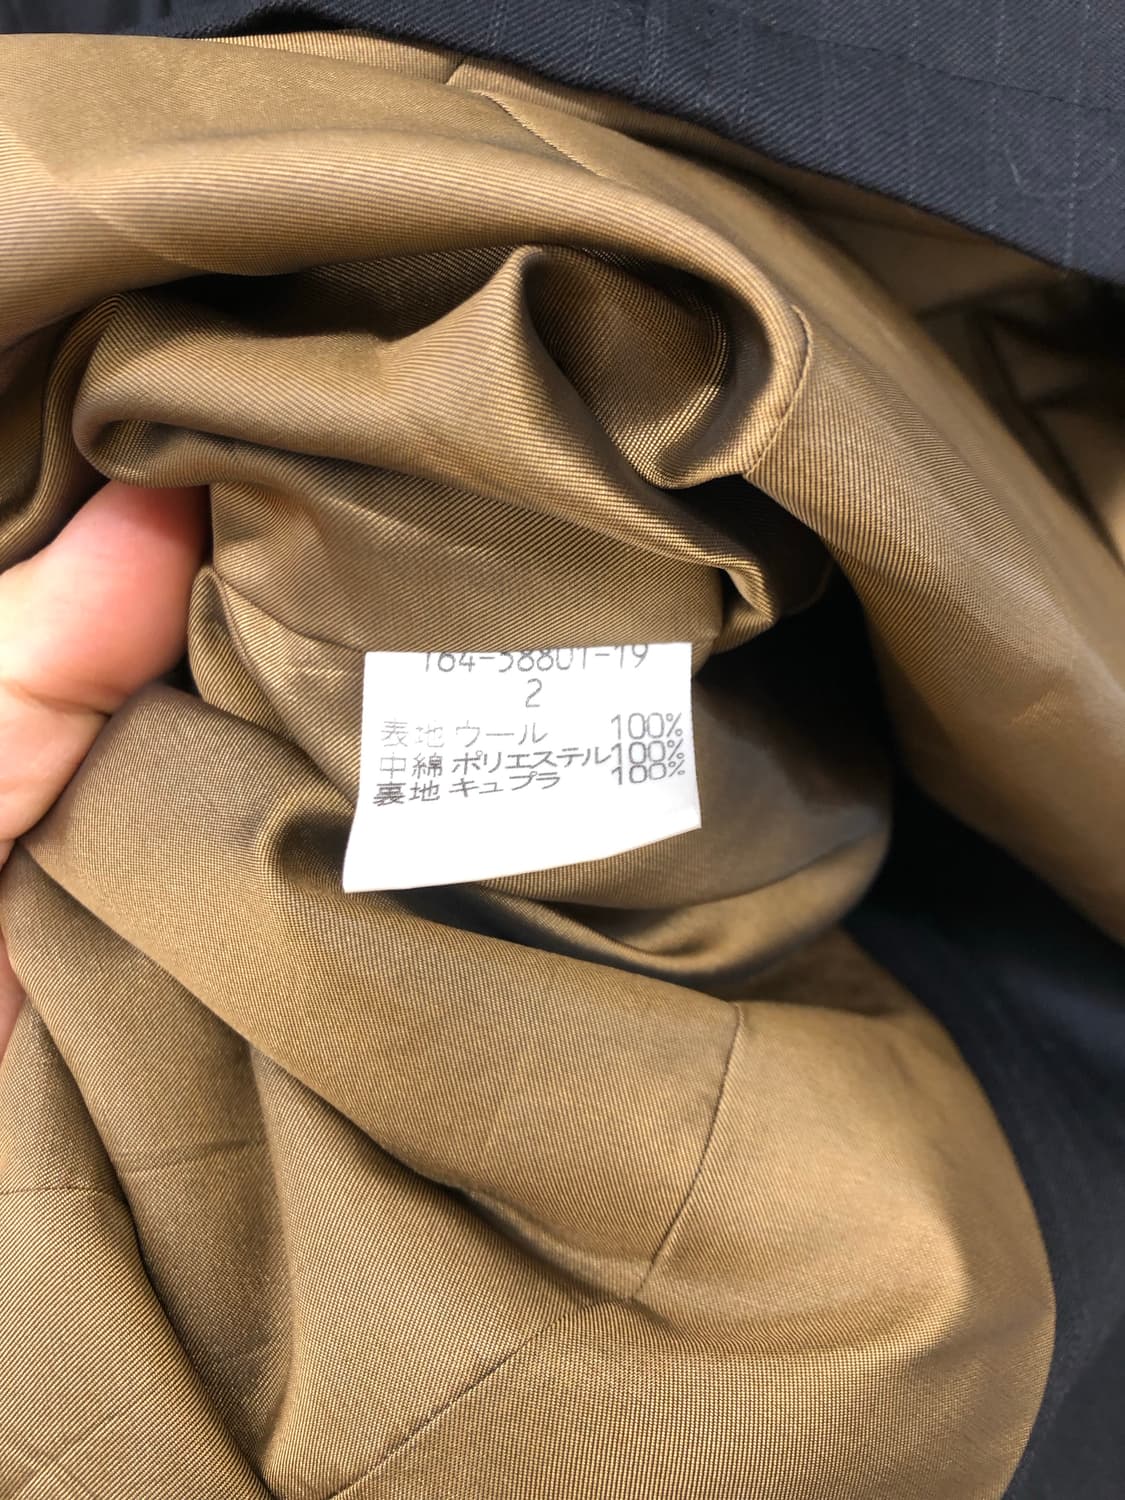 164-38801-19
2
表地 ウール 100%
中綿 ポリエステル 100%
裏地 キュプラ 100%